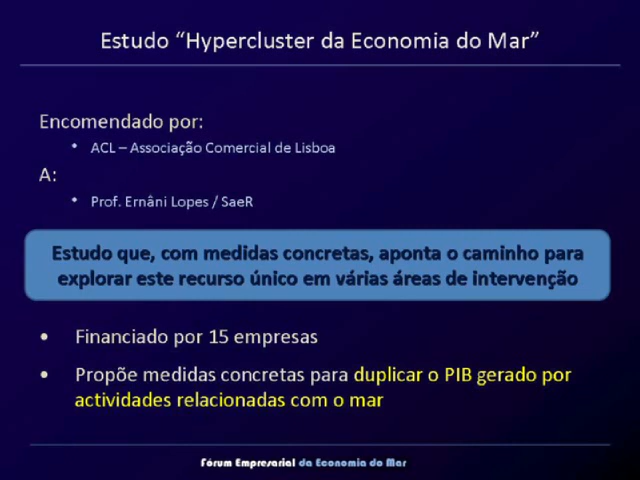 Estudo “Hypercluster da Economia do Mar”
Encomendado por:
• ACL – Associação Comercial de Lisboa
A:
• Prof. Ernâni Lopes / SaeR
Estudo que, com medidas concretas, aponta o caminho para
explorar este recurso único em várias áreas de intervenção
• Financiado por 15 empresas
• Propõe medidas concretas para duplicar o PIB gerado por
actividades relacionadas com o mar
Fórum Empresarial da Economia do Mar